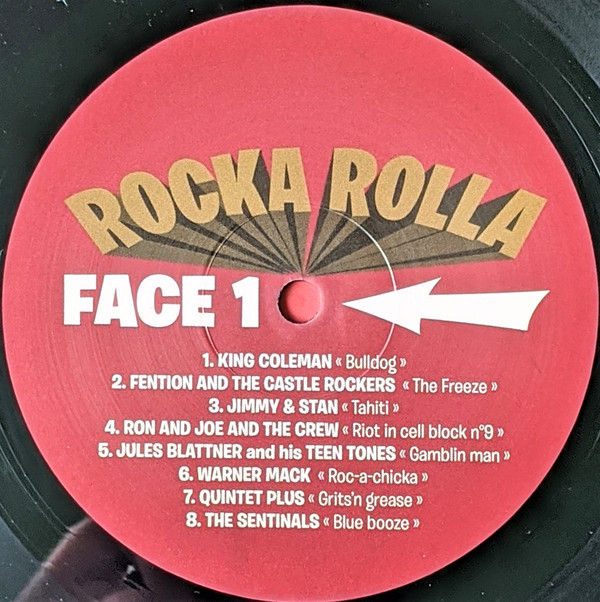 ROCKA ROLLA
FACE 1
1. KING COLEMAN « Bulldog »
2. FENTION AND THE CASTLE ROCKERS « The Freeze »
3. JIMMY & STAN « Tahiti »
4. RON AND JOE AND THE CREW « Riot in cell block n°9 »
5. JULES BLATTNER and his TEEN TONES « Gamblin man »
6. WARNER MACK « Roc-a-chicka »
7. QUINTET PLUS « Grits'n grease »
8. THE SENTINALS « Blue booze »